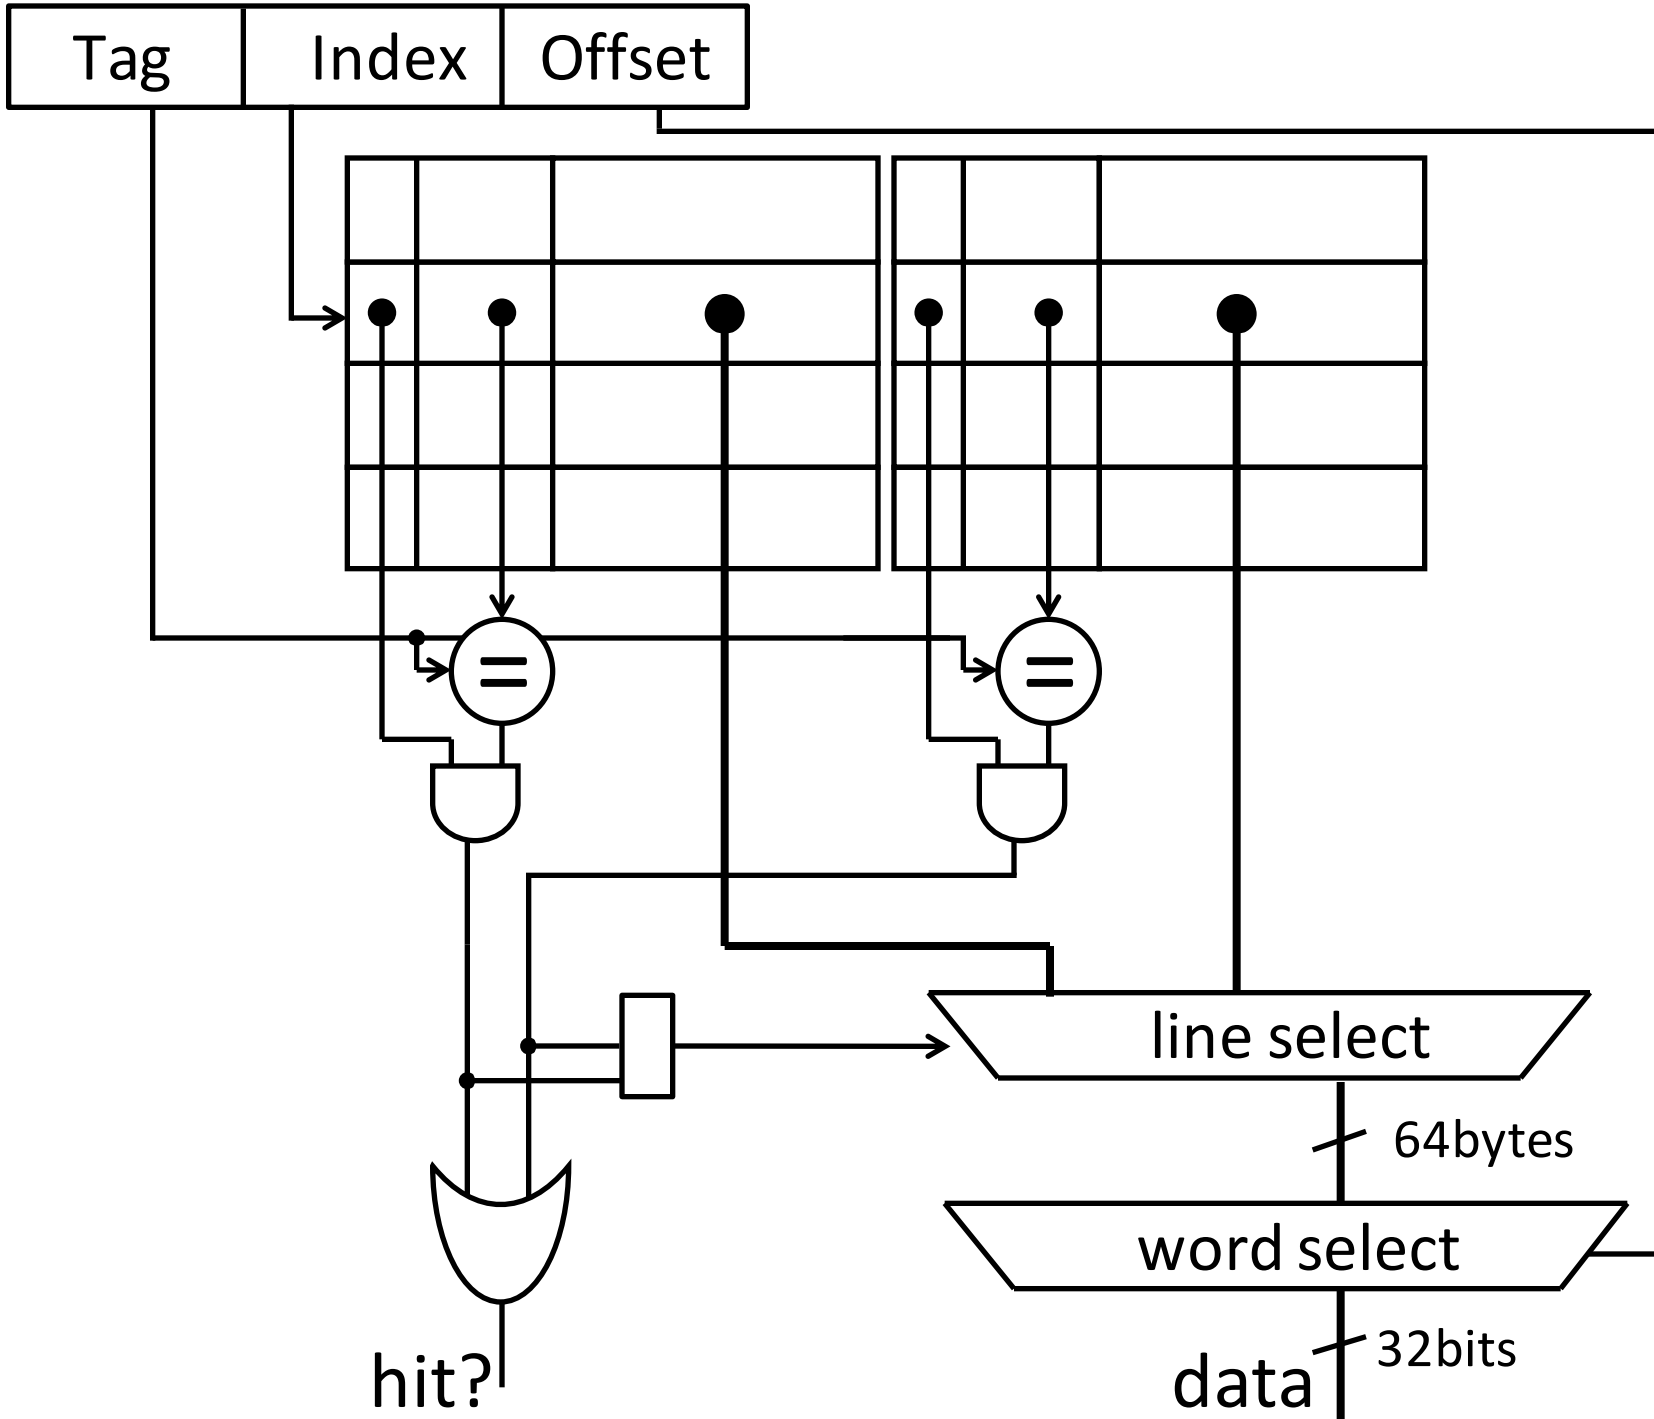 Tag Index Offset
=
=
line select
64bytes
word select
32bits
hit?
data